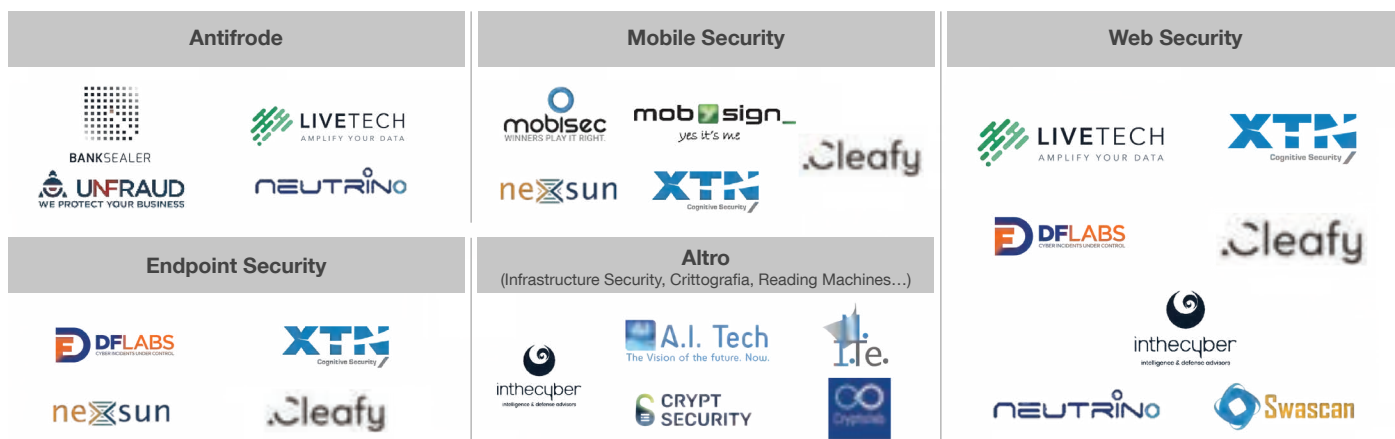 Antifrode
BANKSEALER
LIVETECH
AMPLIFY YOUR DATA
UNFRAUD
WE PROTECT YOUR BUSINESS
NEUTRINO
Mobile Security
mobisec
WINNERS PLAY IT RIGHT.
mobysign_
yes it's me
.Cleafy
nexsun
XTN
Cognitive Security
Web Security
LIVETECH
AMPLIFY YOUR DATA
XTN
Cognitive Security
DFLABS
CYBER INCIDENTS UNDER CONTROL
.Cleafy
inthecyber
intelligence & defense advisors
NEUTRINO
Swascan
Endpoint Security
DFLABS
CYBER INCIDENTS UNDER CONTROL
XTN
Cognitive Security
nexsun
.Cleafy
Altro
(Infrastructure Security, Crittografia, Reading Machines…)
inthecyber
intelligence & defense advisors
A.I. Tech
The Vision of the future. Now.
I.Te.
CRYPT
SECURITY
Cryptolab